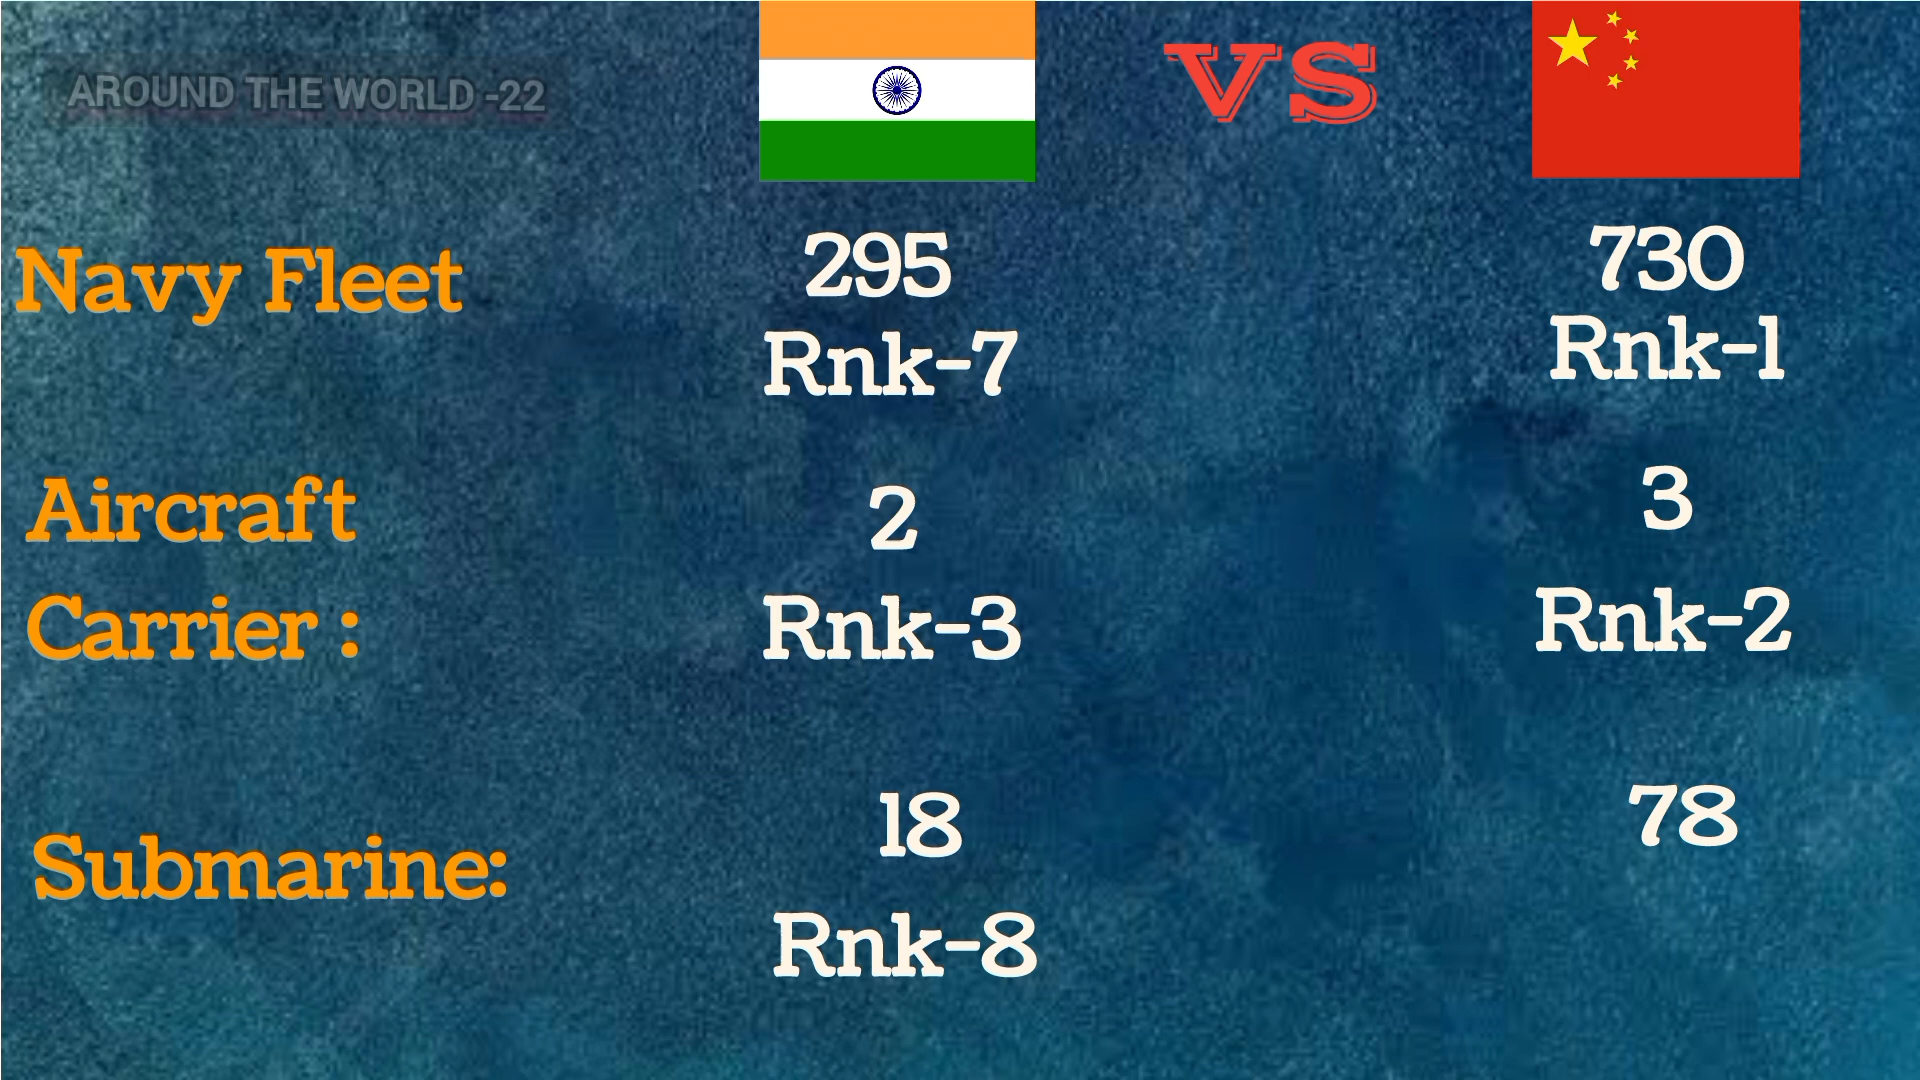 AROUND THE WORLD -22
VS
Navy Fleet
295
Rnk-7
730
Rnk-1
Aircraft
Carrier :
2
Rnk-3
3
Rnk-2
Submarine:
18
Rnk-8
78